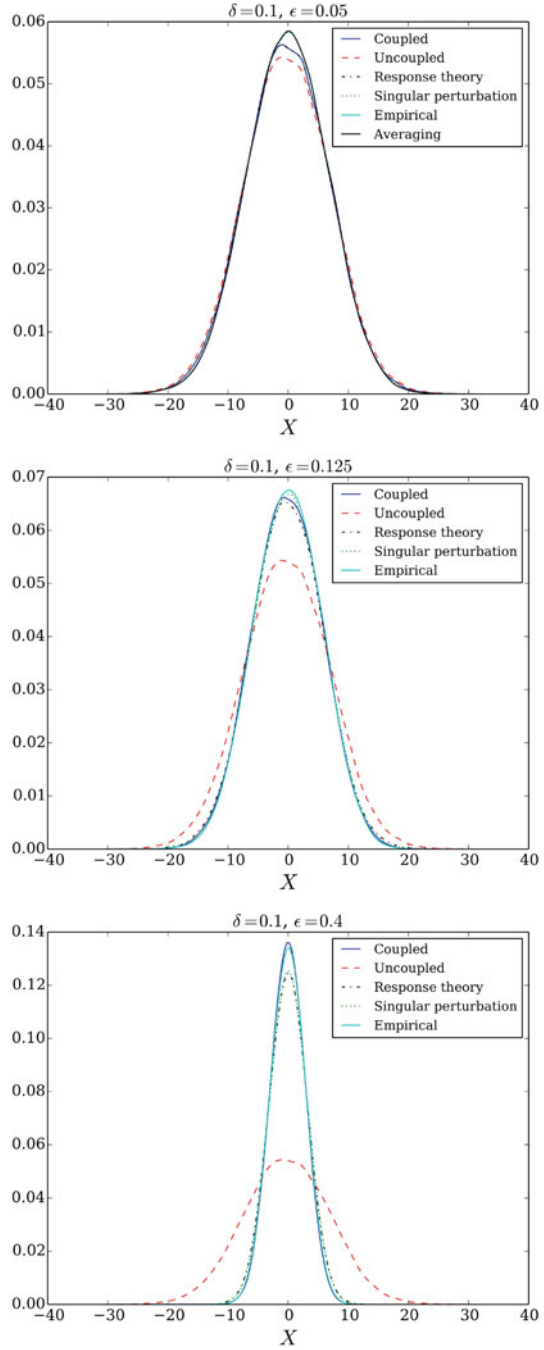 δ=0.1, ϵ=0.05
0.06
0.05
0.04
0.03
0.02
0.01
0.00
Coupled
Uncoupled
Response theory
Singular perturbation
Empirical
Averaging
−40 −30 −20 −10 0 10 20 30 40
X
δ=0.1, ϵ=0.125
0.07
0.06
0.05
0.04
0.03
0.02
0.01
0.00
Coupled
Uncoupled
Response theory
Singular perturbation
Empirical
−40 −30 −20 −10 0 10 20 30 40
X
δ=0.1, ϵ=0.4
0.14
0.12
0.10
0.08
0.06
0.04
0.02
0.00
Coupled
Uncoupled
Response theory
Singular perturbation
Empirical
−40 −30 −20 −10 0 10 20 30 40
X